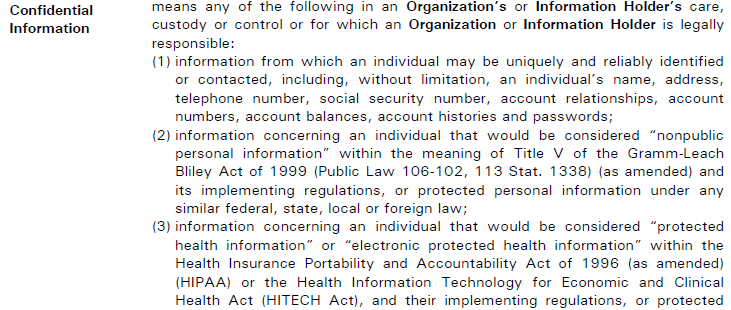 Confidential
Information
means any of the following in an Organization's or Information Holder's care,
custody or control or for which an Organization or Information Holder is legally
responsible:
(1) information from which an individual may be uniquely and reliably identified
or contacted, including, without limitation, an individual's name, address,
telephone number, social security number, account relationships, account
numbers, account balances, account histories and passwords;
(2) information concerning an individual that would be considered “nonpublic
personal information” within the meaning of Title V of the Gramm-Leach
Bliley Act of 1999 (Public Law 106-102, 113 Stat. 1338) (as amended) and
its implementing regulations, or protected personal information under any
similar federal, state, local or foreign law;
(3) information concerning an individual that would be considered “protected
health information” or “electronic protected health information” within the
Health Insurance Portability and Accountability Act of 1996 (as amended)
(HIPAA) or the Health Information Technology for Economic and Clinical
Health Act (HITECH Act), and their implementing regulations, or protected